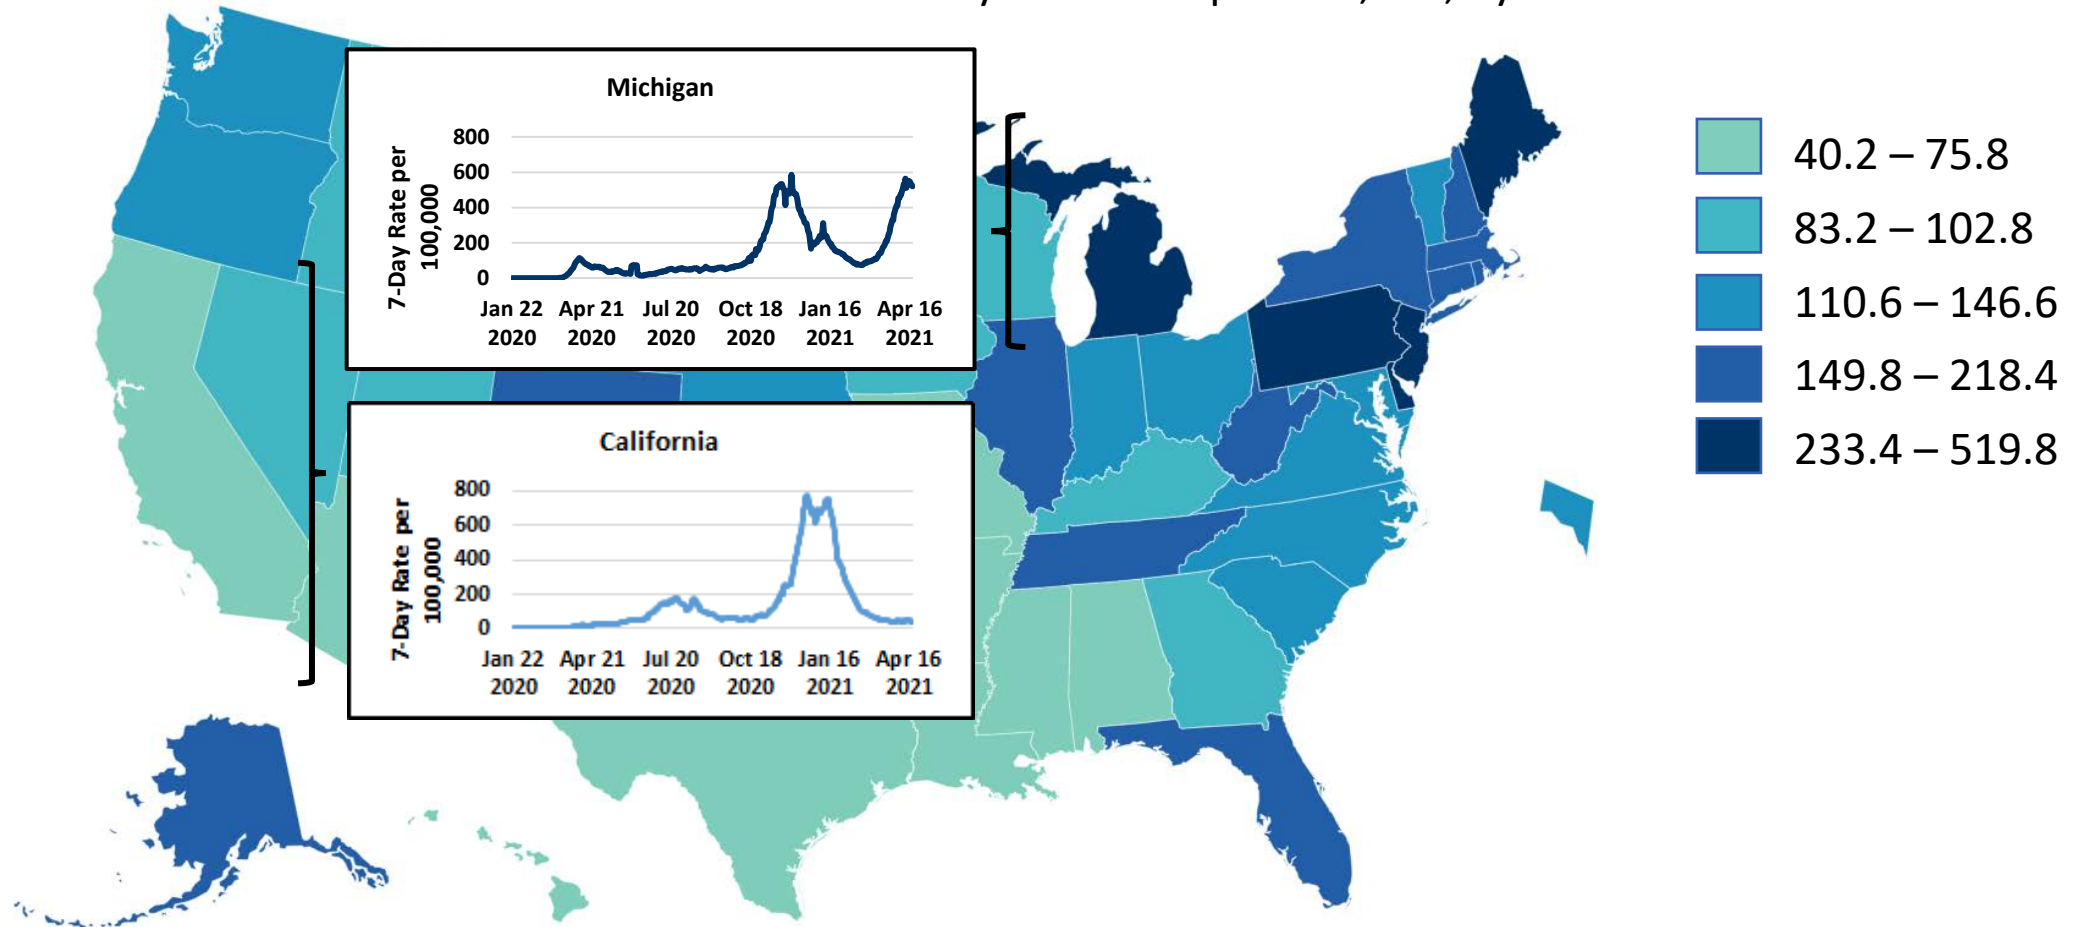 Michigan
7-Day Rate per
100,000
800
600
400
200
0
Jan 22 Apr 21 Jul 20 Oct 18 Jan 16 Apr 16
2020 2020 2020 2020 2021 2021
California
7-Day Rate per
100,000
800
600
400
200
0
Jan 22 Apr 21 Jul 20 Oct 18 Jan 16 Apr 16
2020 2020 2020 2020 2021 2021
40.2 – 75.8
83.2 – 102.8
110.6 – 146.6
149.8 – 218.4
233.4 – 519.8